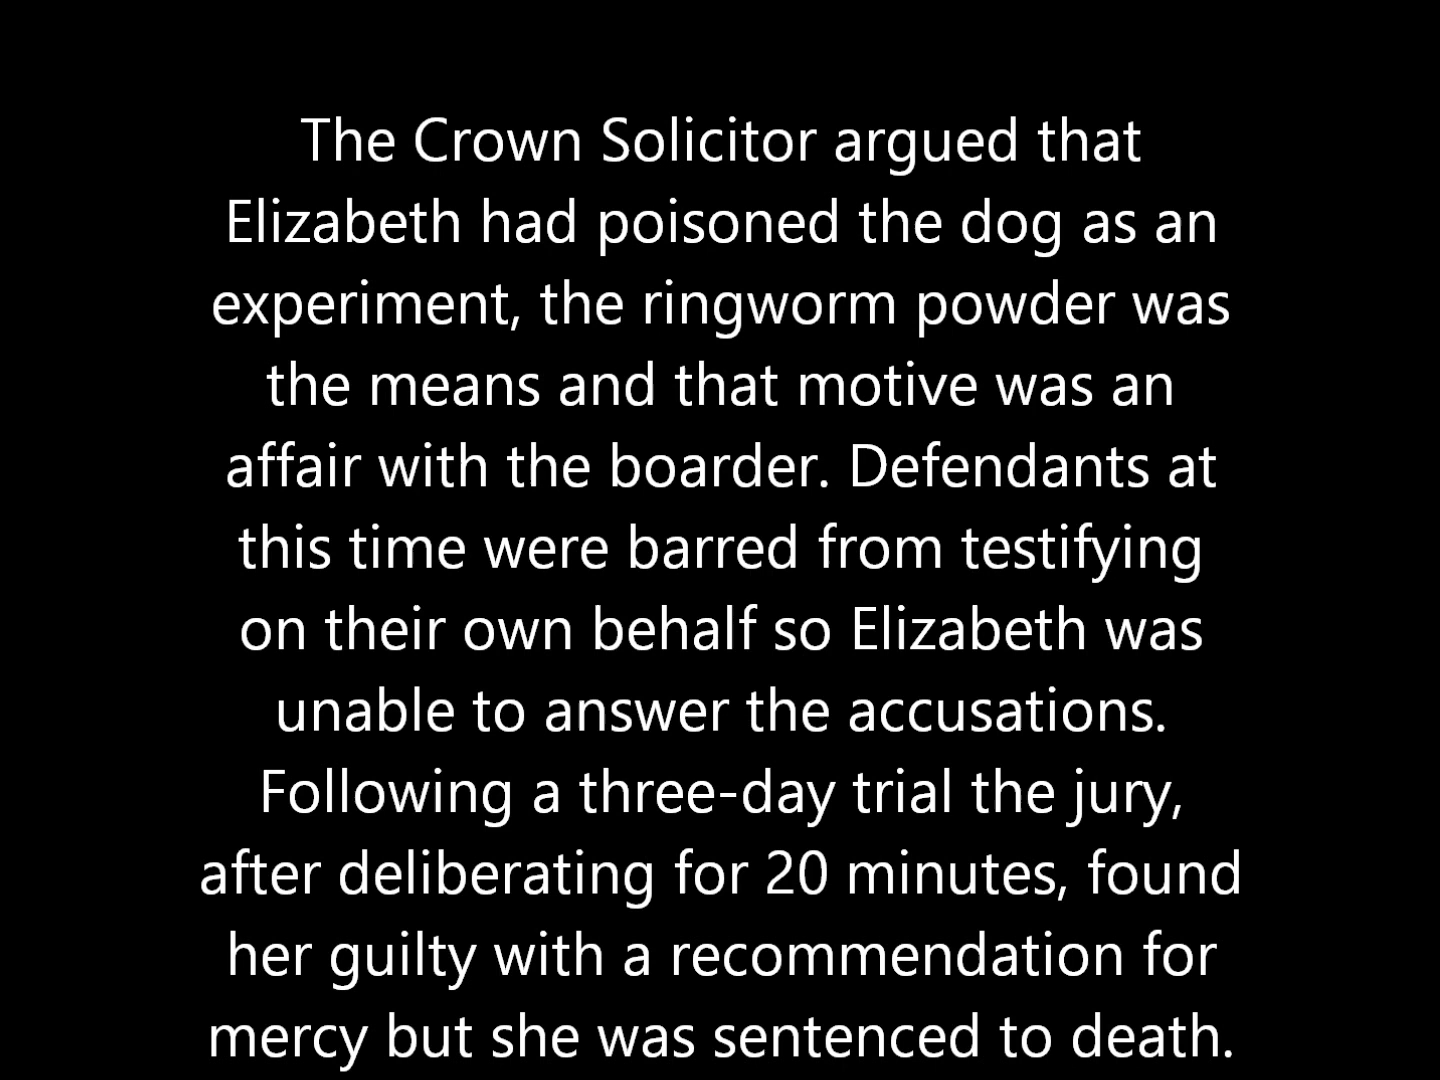 The Crown Solicitor argued that
Elizabeth had poisoned the dog as an
experiment, the ringworm powder was
the means and that motive was an
affair with the boarder. Defendants at
this time were barred from testifying
on their own behalf so Elizabeth was
unable to answer the accusations.
Following a three-day trial the jury,
after deliberating for 20 minutes, found
her guilty with a recommendation for
mercy but she was sentenced to death.